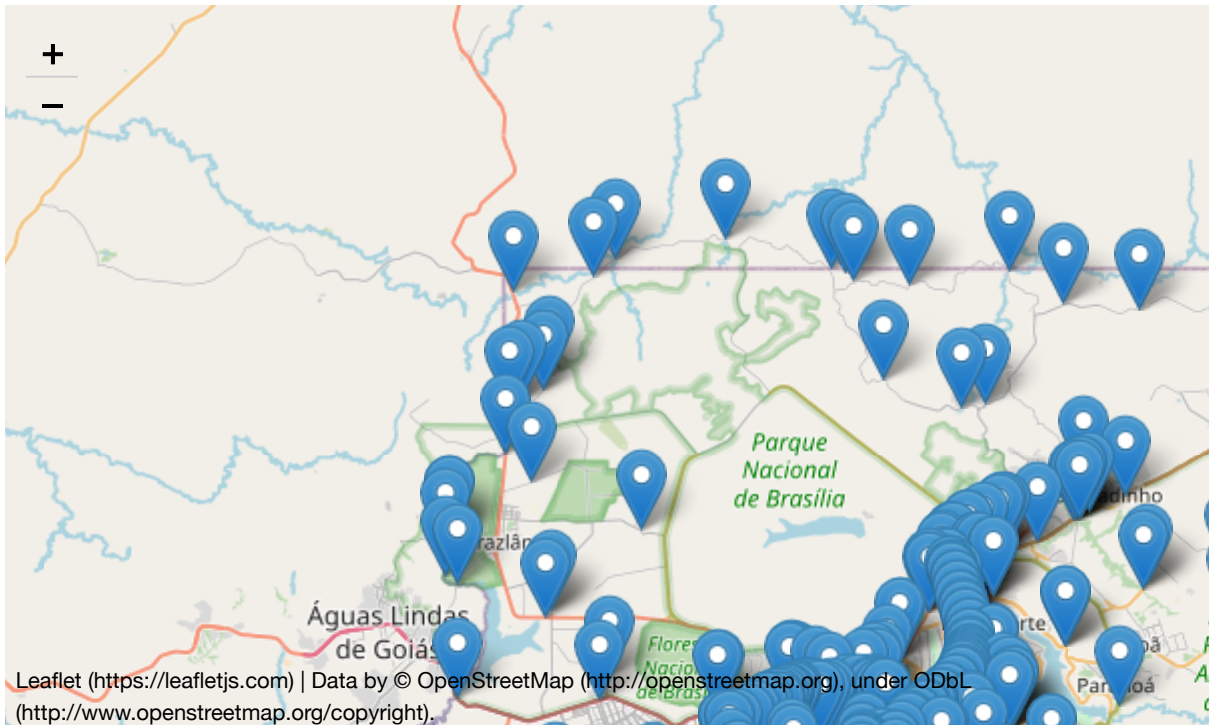 +
−
Parque
Nacional
de Brasília
Águas Lindas
de Goiás
Leaflet (https://leafletjs.com) | Data by © OpenStreetMap (http://openstreetmap.org), under ODbL
(http://www.openstreetmap.org/copyright).